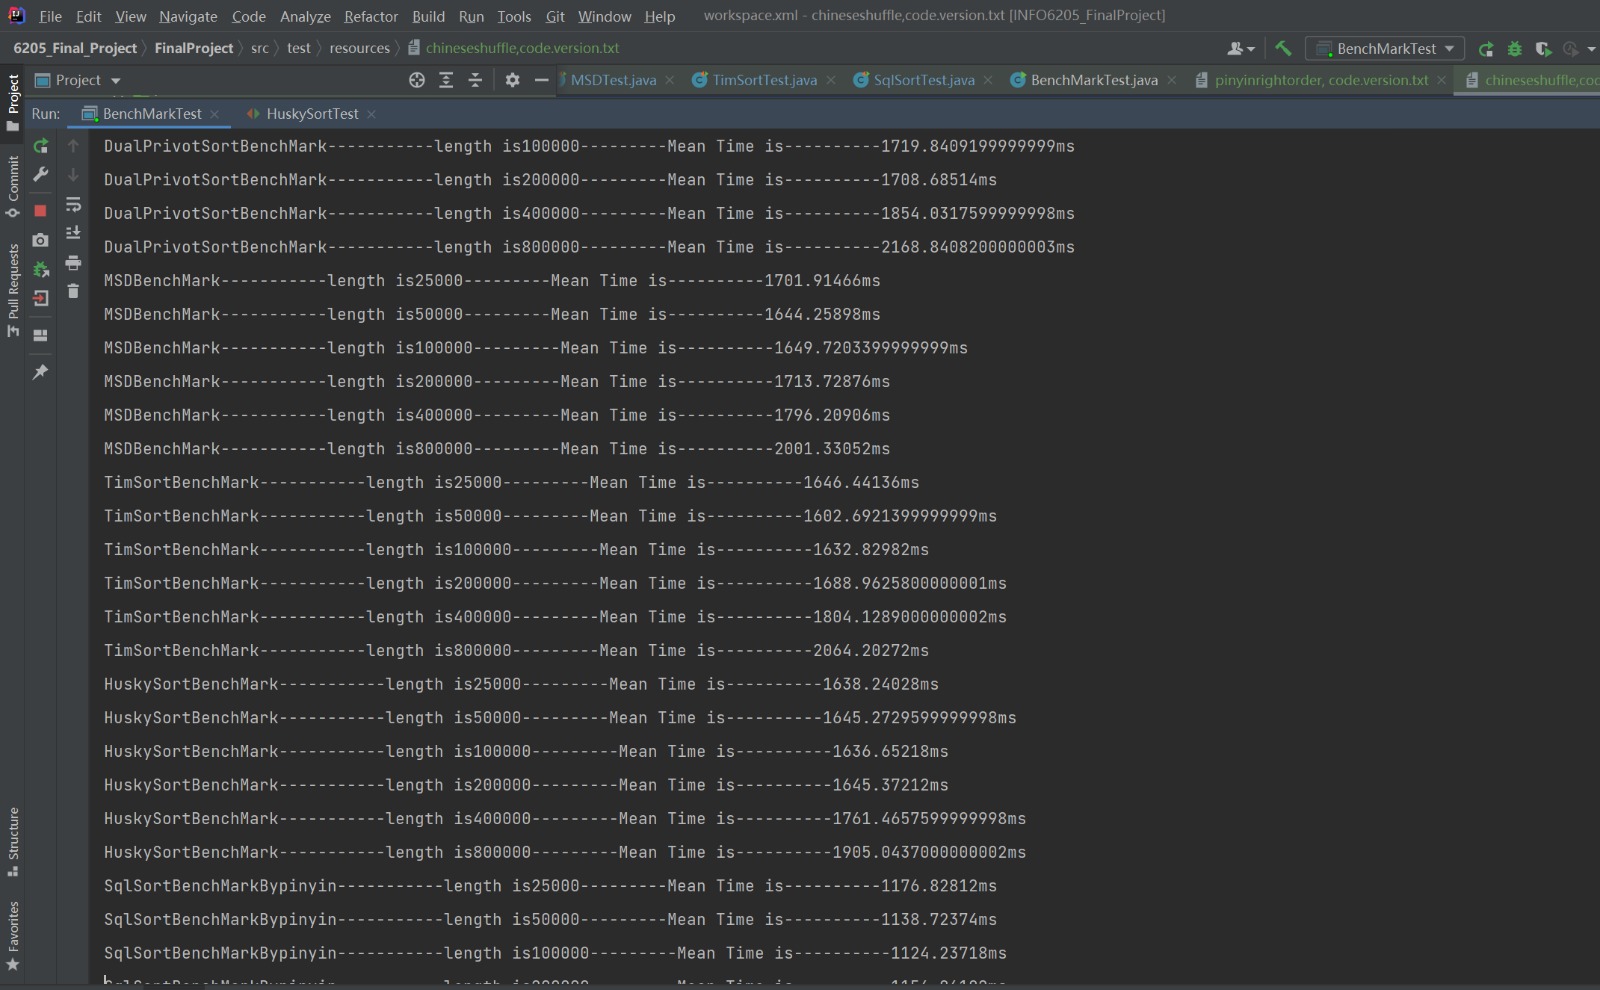 File Edit View Navigate Code Analyze Refactor Build Run Tools Git Window Help workspace.xml - chineseshuffle,code.version.txt [INFO6205_FinalProject]
6205_Final_Project FinalProject src test resources chineseshuffle,code.version.txt BenchMarkTest
Project MSDTest.java TimSortTest.java SqlSortTest.java BenchMarkTest.java pinyinrightorder, code.version.txt chineseshuffle,co
Run: BenchMarkTest HuskySortTest
DualPrivotSortBenchMark-----------length is100000---------Mean Time is----------1719.8409199999999ms
DualPrivotSortBenchMark-----------length is200000---------Mean Time is----------1708.68514ms
DualPrivotSortBenchMark-----------length is400000---------Mean Time is----------1854.0317599999998ms
DualPrivotSortBenchMark-----------length is800000---------Mean Time is----------2168.8408200000003ms
MSDBenchMark-----------length is25000---------Mean Time is----------1701.91466ms
MSDBenchMark-----------length is50000---------Mean Time is----------1644.25898ms
MSDBenchMark-----------length is100000---------Mean Time is----------1649.7203399999999ms
MSDBenchMark-----------length is200000---------Mean Time is----------1713.72876ms
MSDBenchMark-----------length is400000---------Mean Time is----------1796.20906ms
MSDBenchMark-----------length is800000---------Mean Time is----------2001.33052ms
TimSortBenchMark-----------length is25000---------Mean Time is----------1646.44136ms
TimSortBenchMark-----------length is50000---------Mean Time is----------1602.6921399999999ms
TimSortBenchMark-----------length is100000---------Mean Time is----------1632.82982ms
TimSortBenchMark-----------length is200000---------Mean Time is----------1688.9625800000001ms
TimSortBenchMark-----------length is400000---------Mean Time is----------1804.1289000000002ms
TimSortBenchMark-----------length is800000---------Mean Time is----------2064.20272ms
HuskySortBenchMark-----------length is25000---------Mean Time is----------1638.24028ms
HuskySortBenchMark-----------length is50000---------Mean Time is----------1645.2729599999998ms
HuskySortBenchMark-----------length is100000---------Mean Time is----------1636.65218ms
HuskySortBenchMark-----------length is200000---------Mean Time is----------1645.37212ms
HuskySortBenchMark-----------length is400000---------Mean Time is----------1761.4657599999998ms
HuskySortBenchMark-----------length is800000---------Mean Time is----------1905.0437000000002ms
SqlSortBenchMarkBypinyin-----------length is25000---------Mean Time is----------1176.82812ms
SqlSortBenchMarkBypinyin-----------length is50000---------Mean Time is----------1138.72374ms
SqlSortBenchMarkBypinyin-----------length is100000---------Mean Time is----------1124.23718ms
Project
Commit
Pull Requests
Structure
Favorites